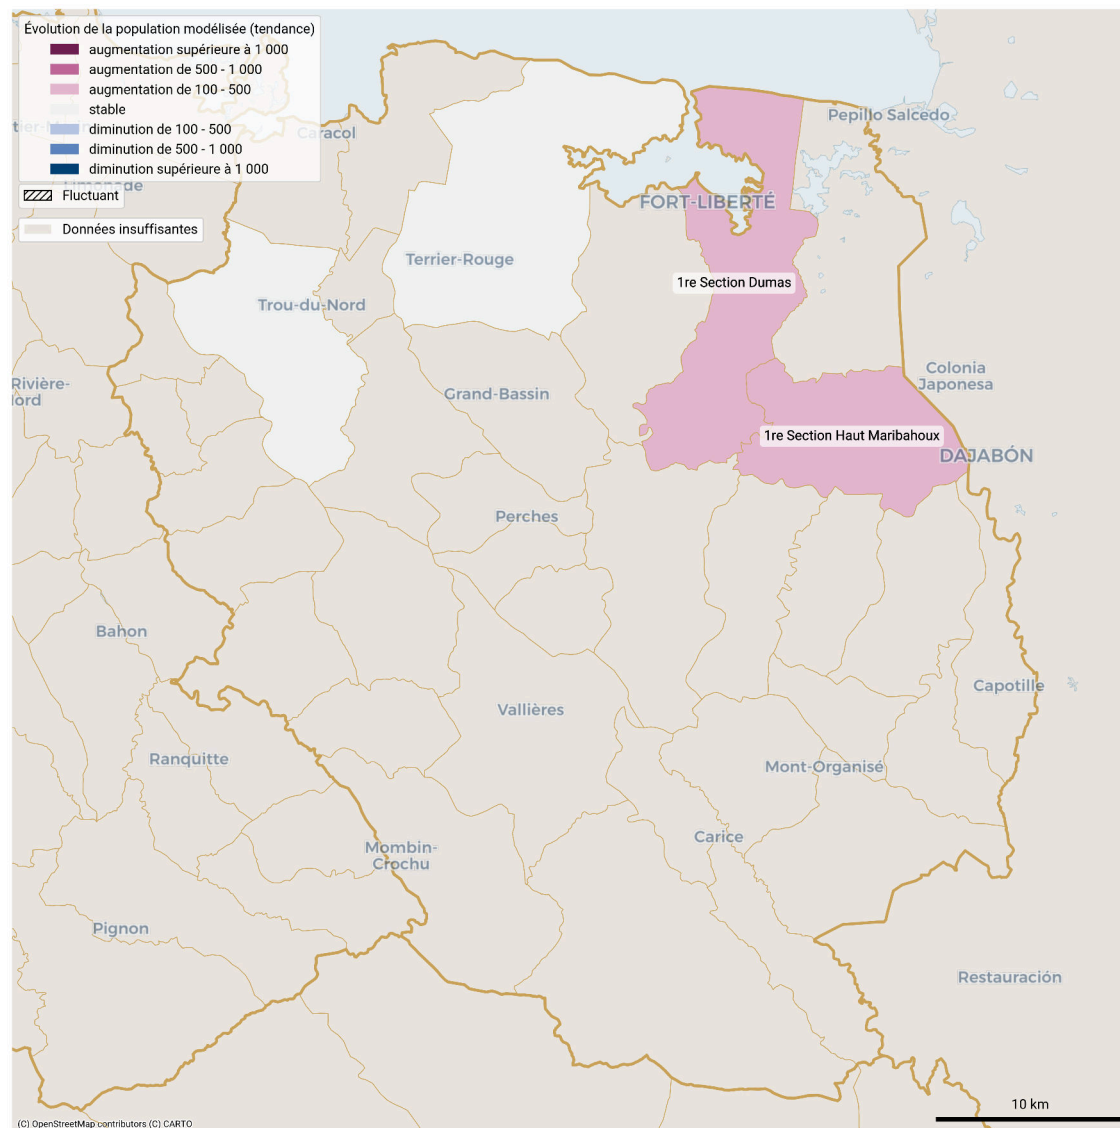 Évolution de la population modélisée (tendance)
augmentation supérieure à 1 000
augmentation de 500 - 1 000
augmentation de 100 - 500
stable
diminution de 100 - 500
diminution de 500 - 1 000
diminution supérieure à 1 000
Fluctuant
Données insuffisantes
Caracol
Pepillo Salcedo
FORT-LIBERTÉ
Terrier-Rouge
1re Section Dumas
Trou-du-Nord
Colonia
Japonesa
Rivière-
Grand-Bassin
1re Section Haut Maribahoux
DAJABÓN
Perches
Bahon
Capotille
Vallières
Ranquitte
Mont-Organisé
Carice
Mombin-
Crochu
Pignon
Restauración
10 km
(C) OpenStreetMap contributors (C) CARTO